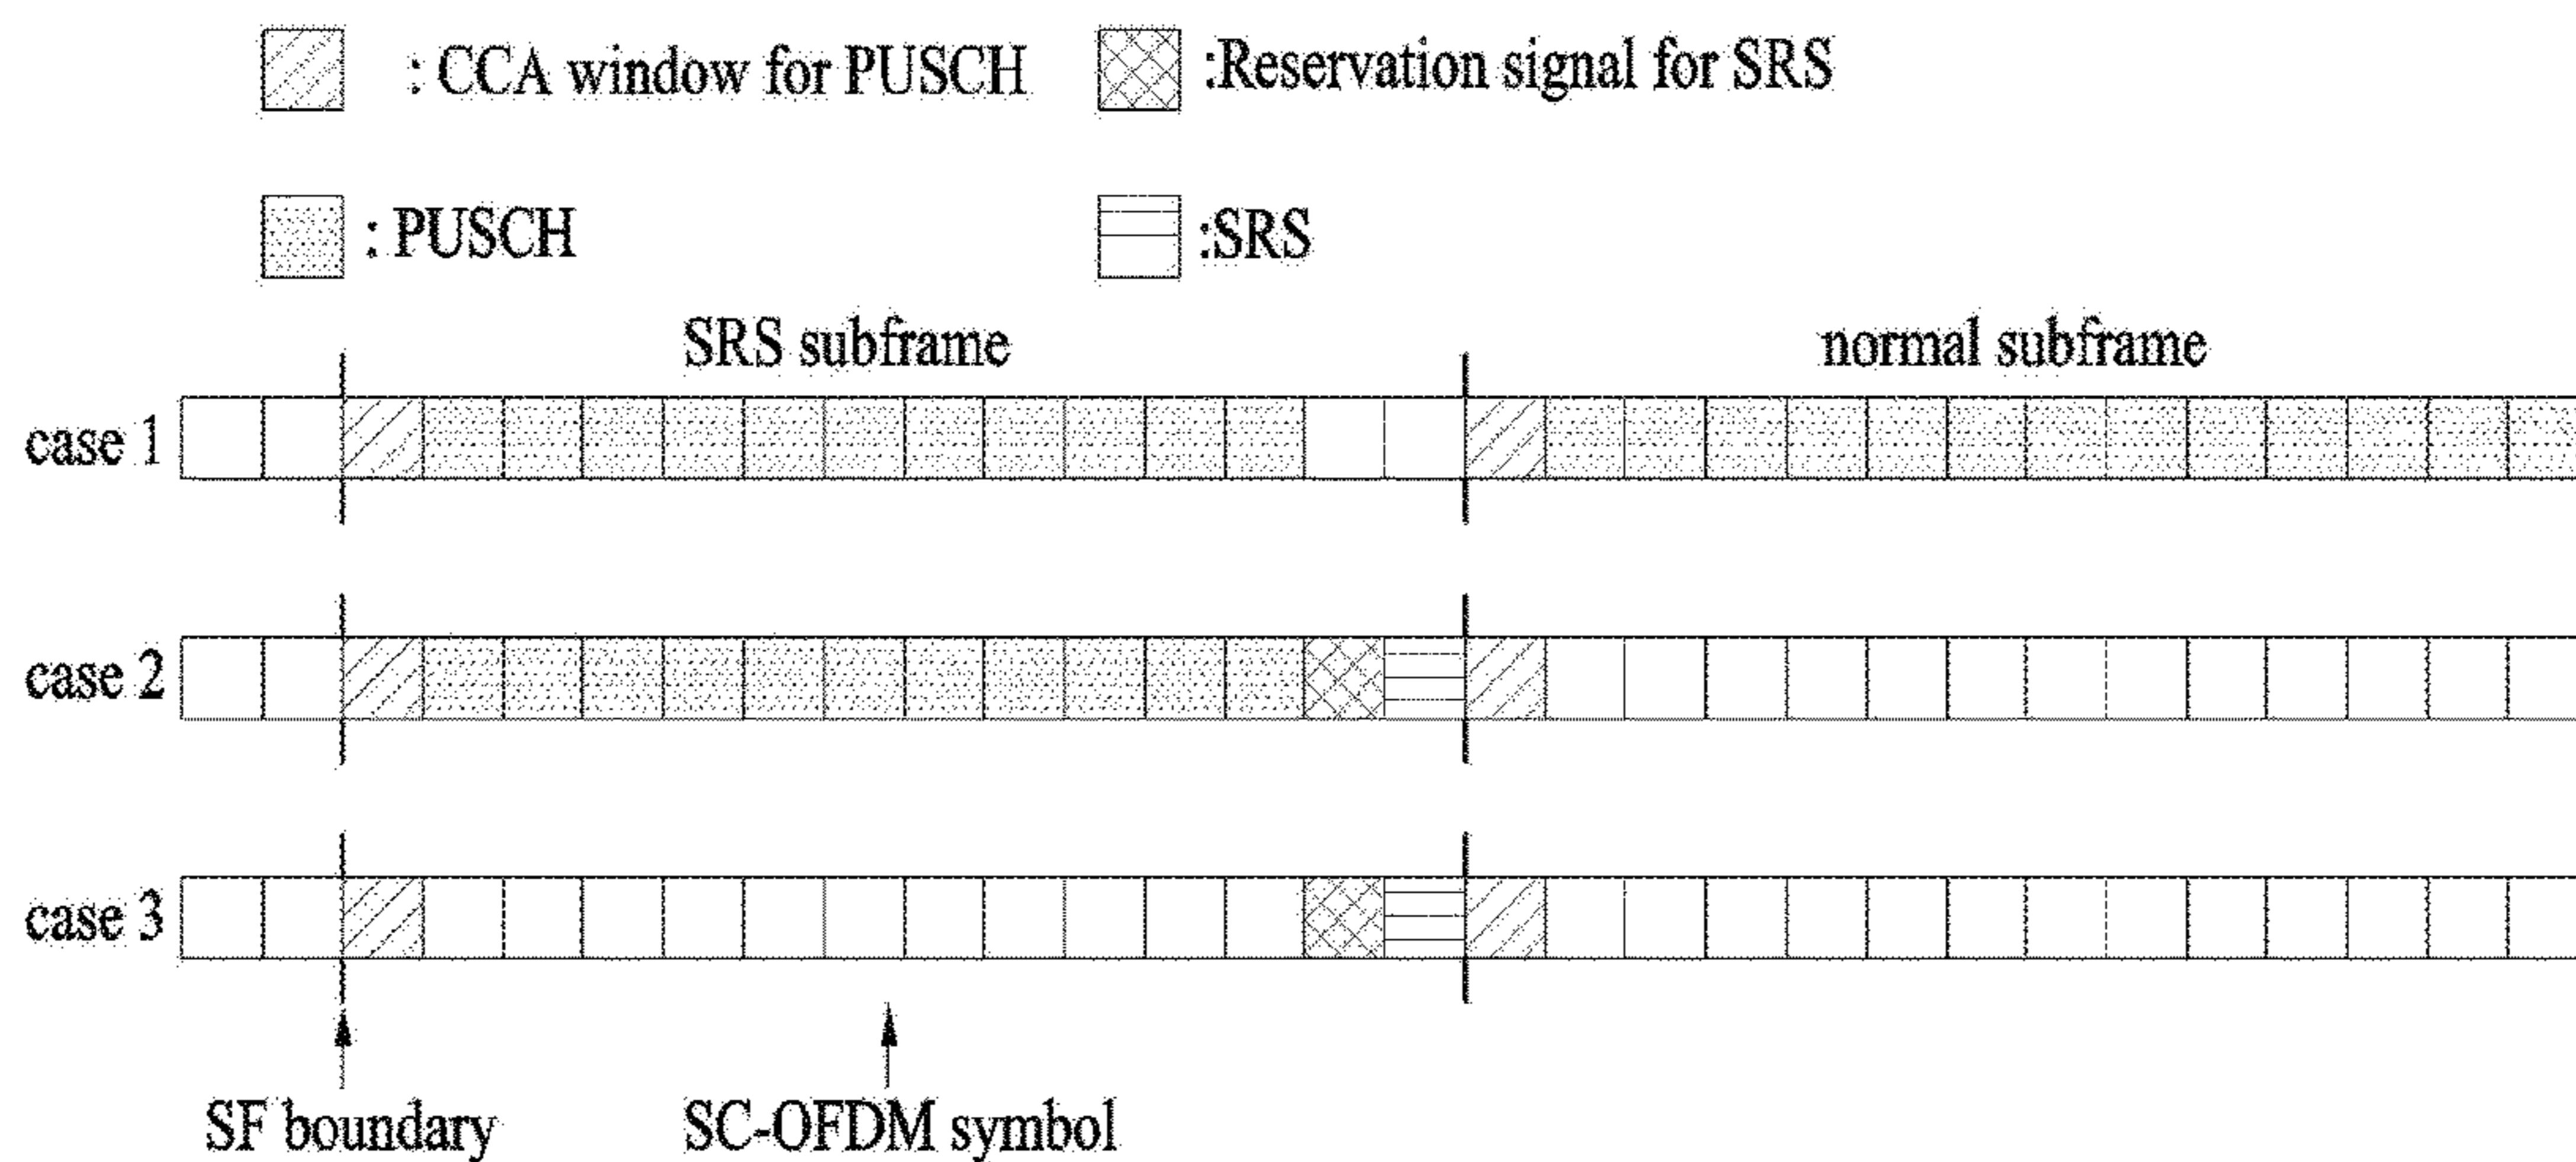 : CCA window for PUSCH
:Reservation signal for SRS
: PUSCH
:SRS
SRS subframe
normal subframe
case 1
case 2
case 3
SF boundary
SC-OFDM symbol